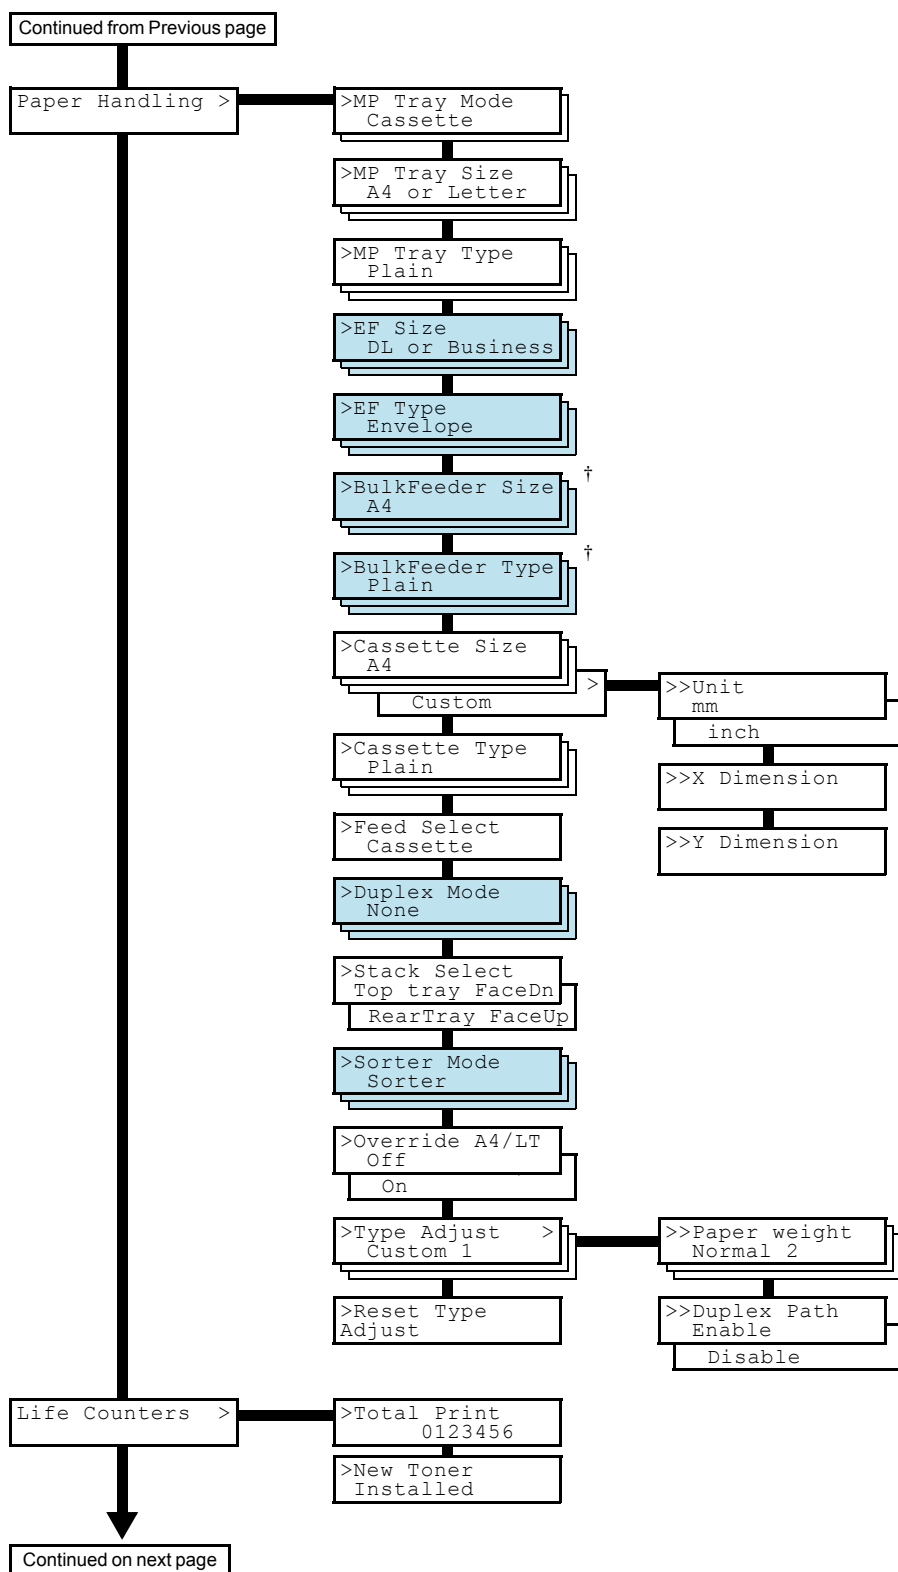 Continued from Previous page
Paper Handling >
>MP Tray Mode
Cassette
>MP Tray Size
A4 or Letter
>MP Tray Type
Plain
>EF Size
DL or Business
>EF Type
Envelope
†
>BulkFeeder Size
A4
†
>BulkFeeder Type
Plain
>Cassette Size
A4
>
Custom
>>Unit
mm
inch
>>X Dimension
>>Y Dimension
>Cassette Type
Plain
>Feed Select
Cassette
>Duplex Mode
None
>Stack Select
Top tray FaceDn
RearTray FaceUp
>Sorter Mode
Sorter
>Override A4/LT
Off
On
>Type Adjust >
Custom 1
>>Paper weight
Normal 2
>>Duplex Path
Enable
Disable
>Reset Type
Adjust
Life Counters >
>Total Print
0123456
>New Toner
Installed
Continued on next page